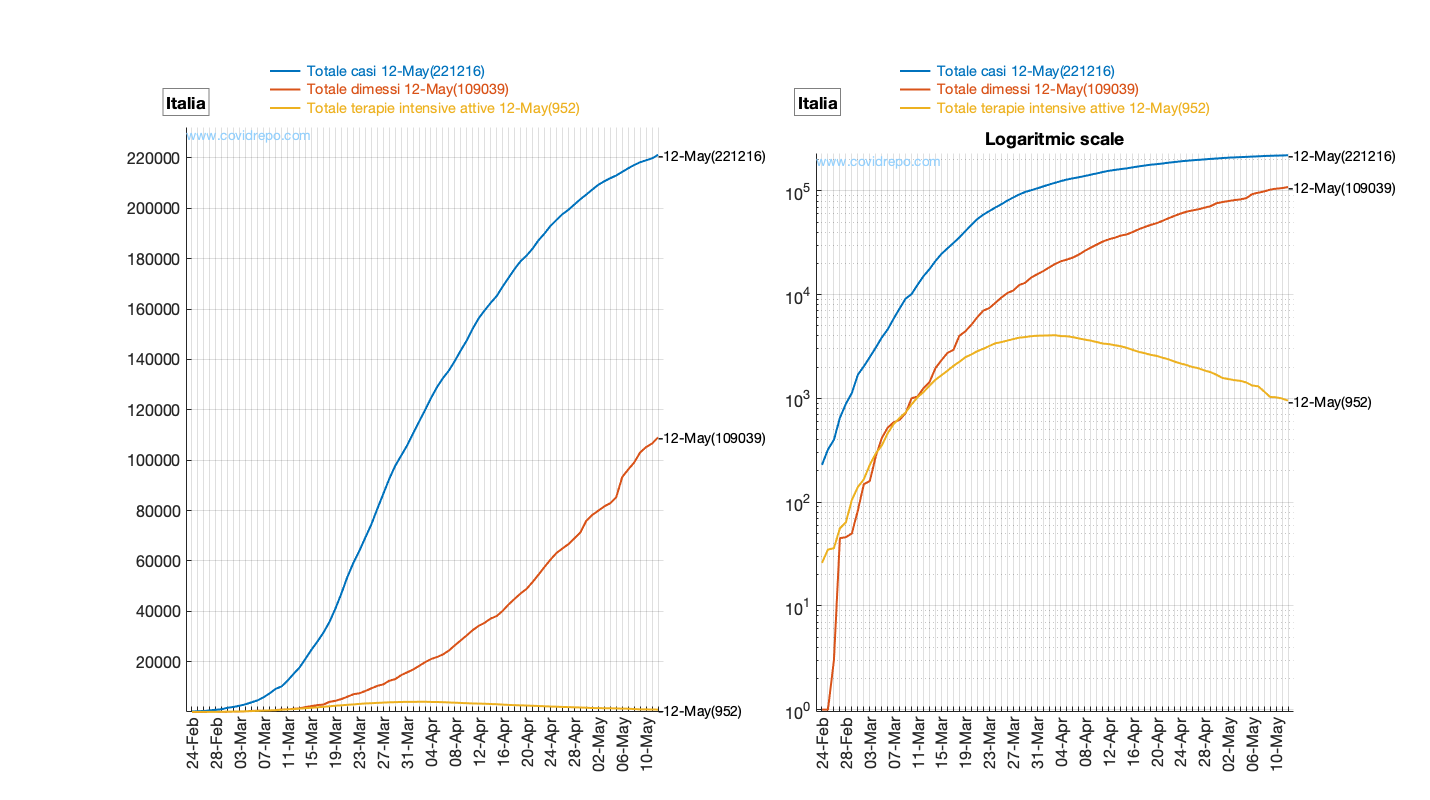 Totale casi 12-May(221216)
Totale dimessi 12-May(109039)
Totale terapie intensive attive 12-May(952)
Italia
www.covidrepo.com
220000
200000
180000
160000
140000
120000
100000
80000
60000
40000
20000
12-May(221216)
12-May(109039)
12-May(952)
24-Feb
28-Feb
03-Mar
07-Mar
11-Mar
15-Mar
19-Mar
23-Mar
27-Mar
31-Mar
04-Apr
08-Apr
12-Apr
16-Apr
20-Apr
24-Apr
28-Apr
02-May
06-May
10-May
Totale casi 12-May(221216)
Totale dimessi 12-May(109039)
Totale terapie intensive attive 12-May(952)
Italia
Logaritmic scale
www.covidrepo.com
10^5
10^4
10^3
10^2
10^1
10^0
12-May(221216)
12-May(109039)
12-May(952)
24-Feb
28-Feb
03-Mar
07-Mar
11-Mar
15-Mar
19-Mar
23-Mar
27-Mar
31-Mar
04-Apr
08-Apr
12-Apr
16-Apr
20-Apr
24-Apr
28-Apr
02-May
06-May
10-May